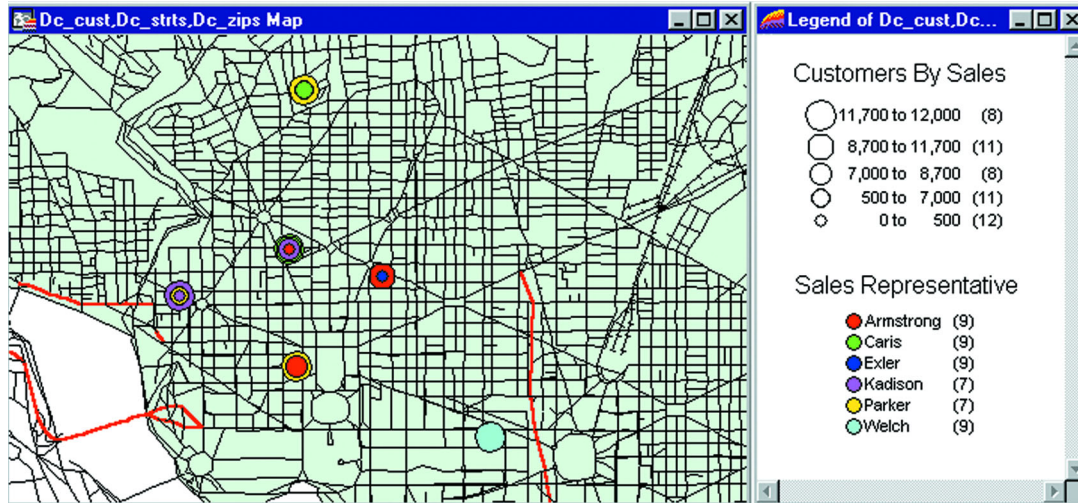 Dc_cust,Dc_strts,Dc_zips Map
Legend of Dc_cust,Dc...
Customers By Sales
11,700 to 12,000 (8)
8,700 to 11,700 (11)
7,000 to 8,700 (8)
500 to 7,000 (11)
0 to 500 (12)
Sales Representative
Armstrong (9)
Caris (9)
Exler (9)
Kadison (7)
Parker (7)
Welch (9)